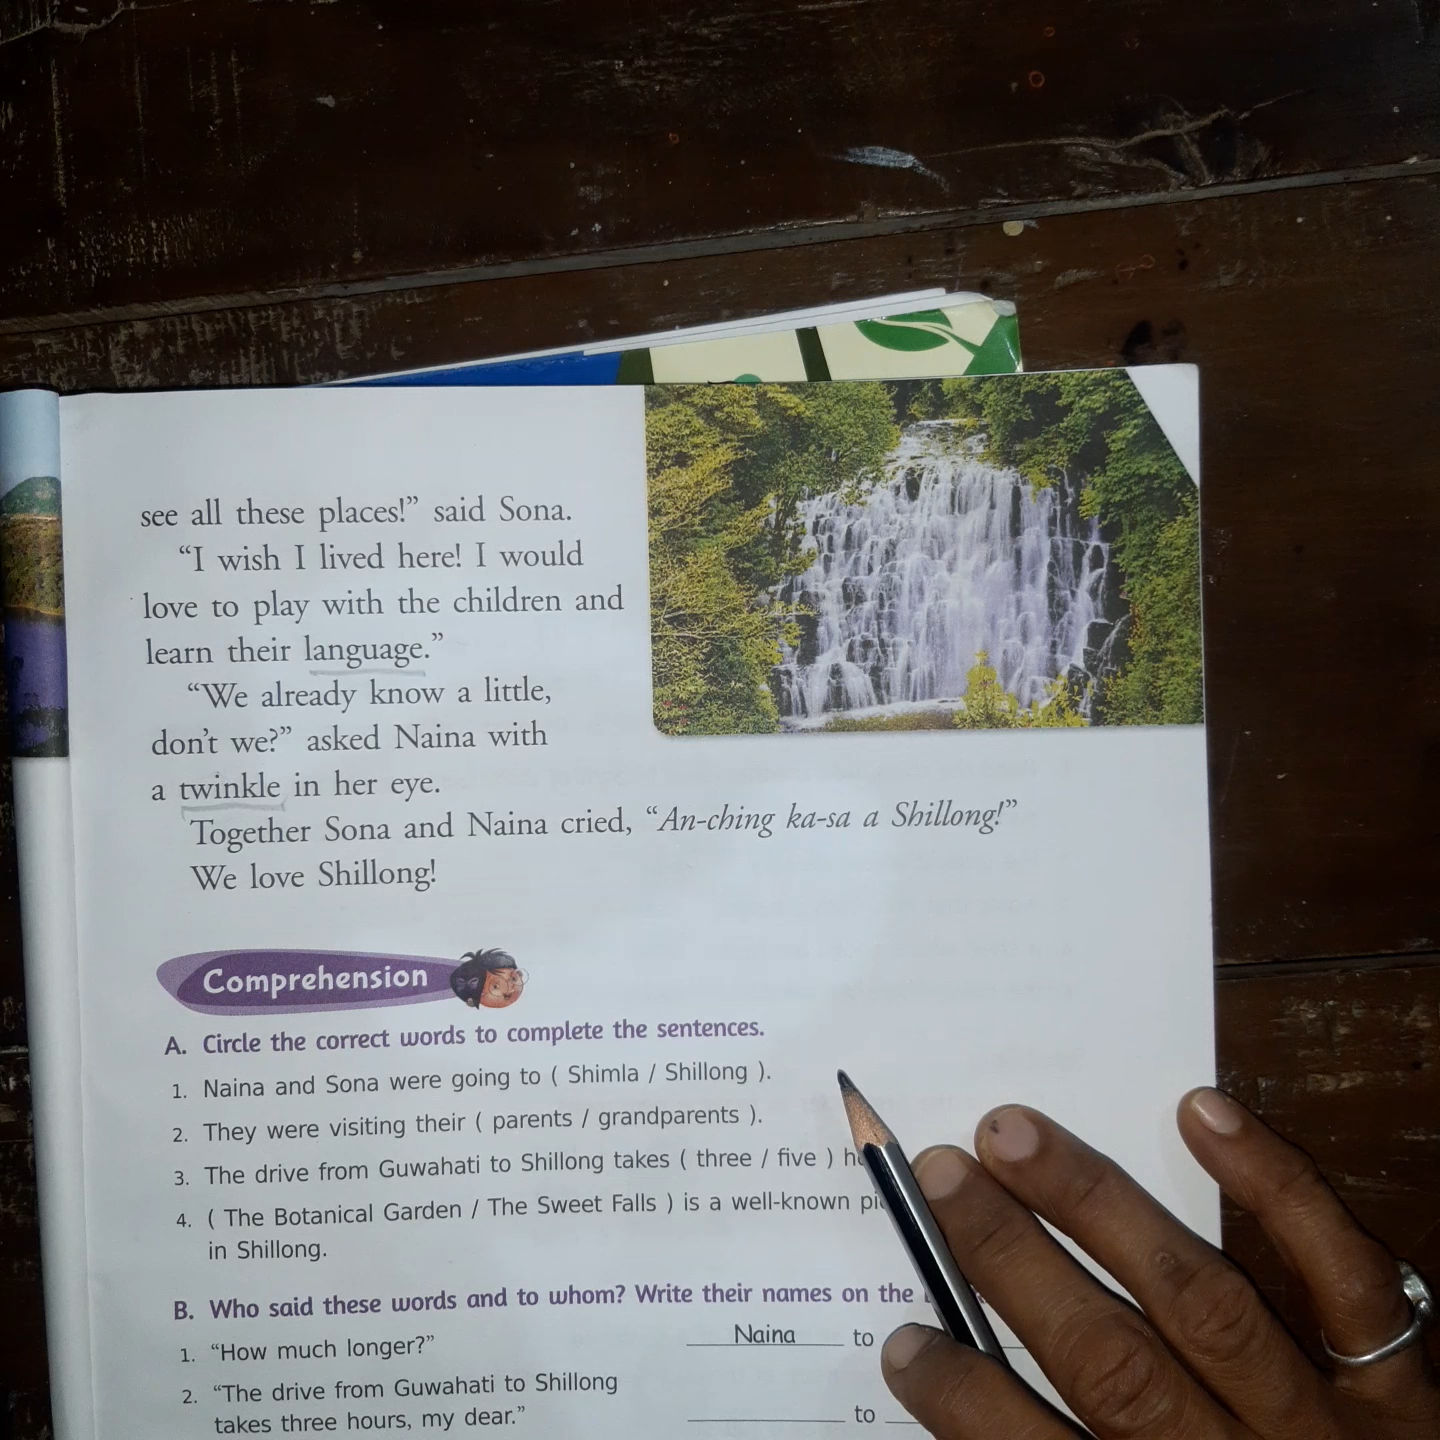 see all these places!” said Sona.
“I wish I lived here! I would
love to play with the children and
learn their language.”
“We already know a little,
don’t we?” asked Naina with
a twinkle in her eye.
Together Sona and Naina cried, “An-ching ka-sa a Shillong!”
We love Shillong!
Comprehension
A. Circle the correct words to complete the sentences.
1. Naina and Sona were going to ( Shimla / Shillong ).
2. They were visiting their ( parents / grandparents ).
3. The drive from Guwahati to Shillong takes ( three / five )
4. ( The Botanical Garden / The Sweet Falls ) is a well-known
in Shillong.
B. Who said these words and to whom? Write their names on the
1. “How much longer?” Naina to
2. “The drive from Guwahati to Shillong
takes three hours, my dear.” to